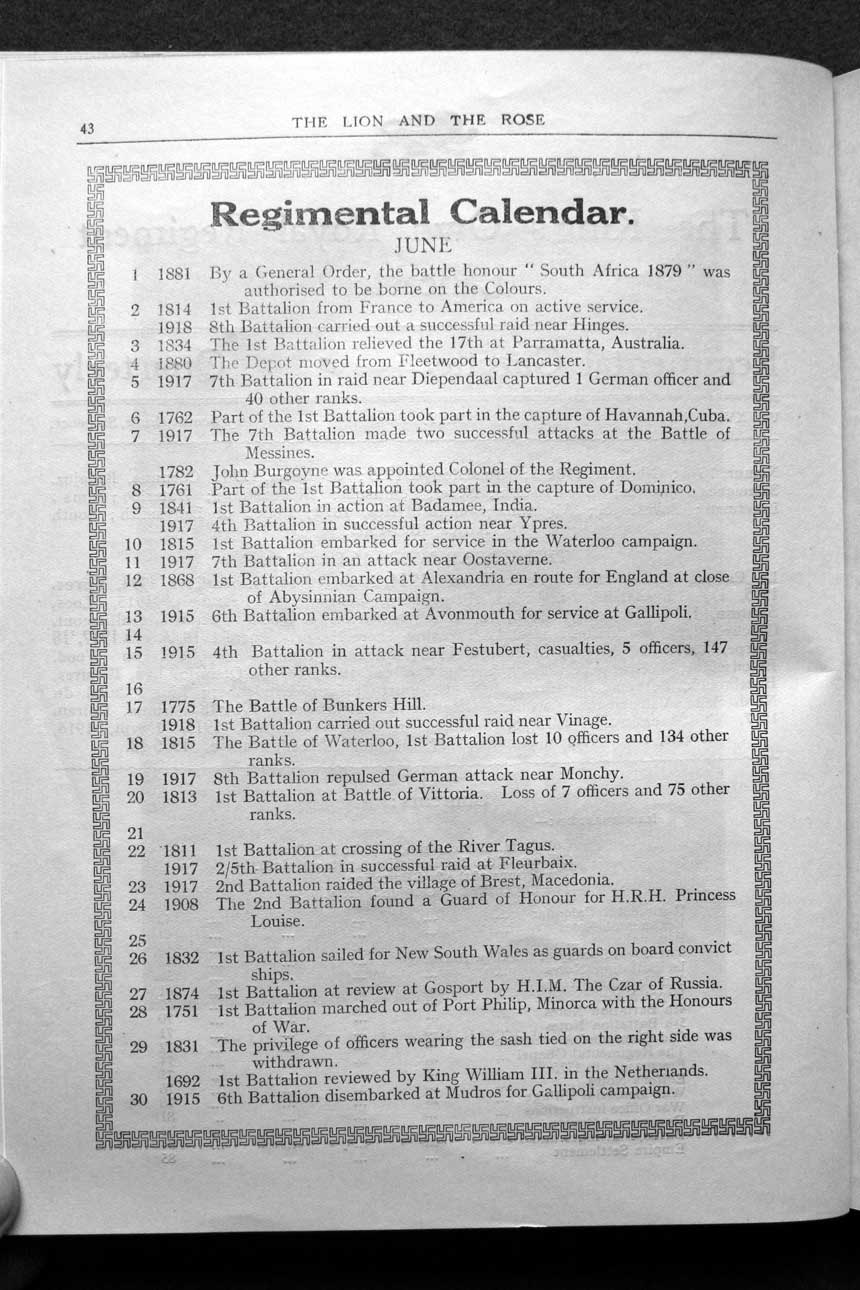 43
THE LION AND THE ROSE
Regimental Calendar.
JUNE
1 1881 By a General Order, the battle honour " South Africa 1879 " was
authorised to be borne on the Colours.
2 1814 1st Battalion from France to America on active service.
1918 8th Battalion carried out a successful raid near Hinges.
3 1834 The 1st Battalion relieved the 17th at Parramatta, Australia.
4 1880 The Depot moved from Fleetwood to Lancaster.
5 1917 7th Battalion in raid near Diependaal captured 1 German officer and
40 other ranks.
6 1762 Part of the 1st Battalion took part in the capture of Havannah,Cuba.
7 1917 The 7th Battalion made two successful attacks at the Battle of
Messines.
1782 John Burgoyne was appointed Colonel of the Regiment.
8 1761 Part of the 1st Battalion took part in the capture of Dominico.
9 1841 1st Battalion in action at Badamee, India.
1917 4th Battalion in successful action near Ypres.
10 1815 1st Battalion embarked for service in the Waterloo campaign.
11 1917 7th Battalion in an attack near Oostaverne.
12 1868 1st Battalion embarked at Alexandria en route for England at close
of Abysinnian Campaign.
13 1915 6th Battalion embarked at Avonmouth for service at Gallipoli.
14
15 1915 4th Battalion in attack near Festubert, casualties, 5 officers, 147
other ranks.
16
17 1775 The Battle of Bunkers Hill.
1918 1st Battalion carried out successful raid near Vinage.
18 1815 The Battle of Waterloo, 1st Battalion lost 10 officers and 134 other
ranks.
19 1917 8th Battalion repulsed German attack near Monchy.
20 1813 1st Battalion at Battle of Vittoria. Loss of 7 officers and 75 other
ranks.
21
22 1811 1st Battalion at crossing of the River Tagus.
1917 2/5th Battalion in successful raid at Fleurbaix.
23 1917 2nd Battalion raided the village of Brest, Macedonia.
24 1908 The 2nd Battalion found a Guard of Honour for H.R.H. Princess
Louise.
25
26 1832 1st Battalion sailed for New South Wales as guards on board convict
ships.
27 1874 1st Battalion at review at Gosport by H.I.M. The Czar of Russia.
28 1751 1st Battalion marched out of Port Philip, Minorca with the Honours
of War.
29 1831 The privilege of officers wearing the sash tied on the right side was
withdrawn.
1692 1st Battalion reviewed by King William III. in the Netherlands.
30 1915 6th Battalion disembarked at Mudros for Gallipoli campaign.